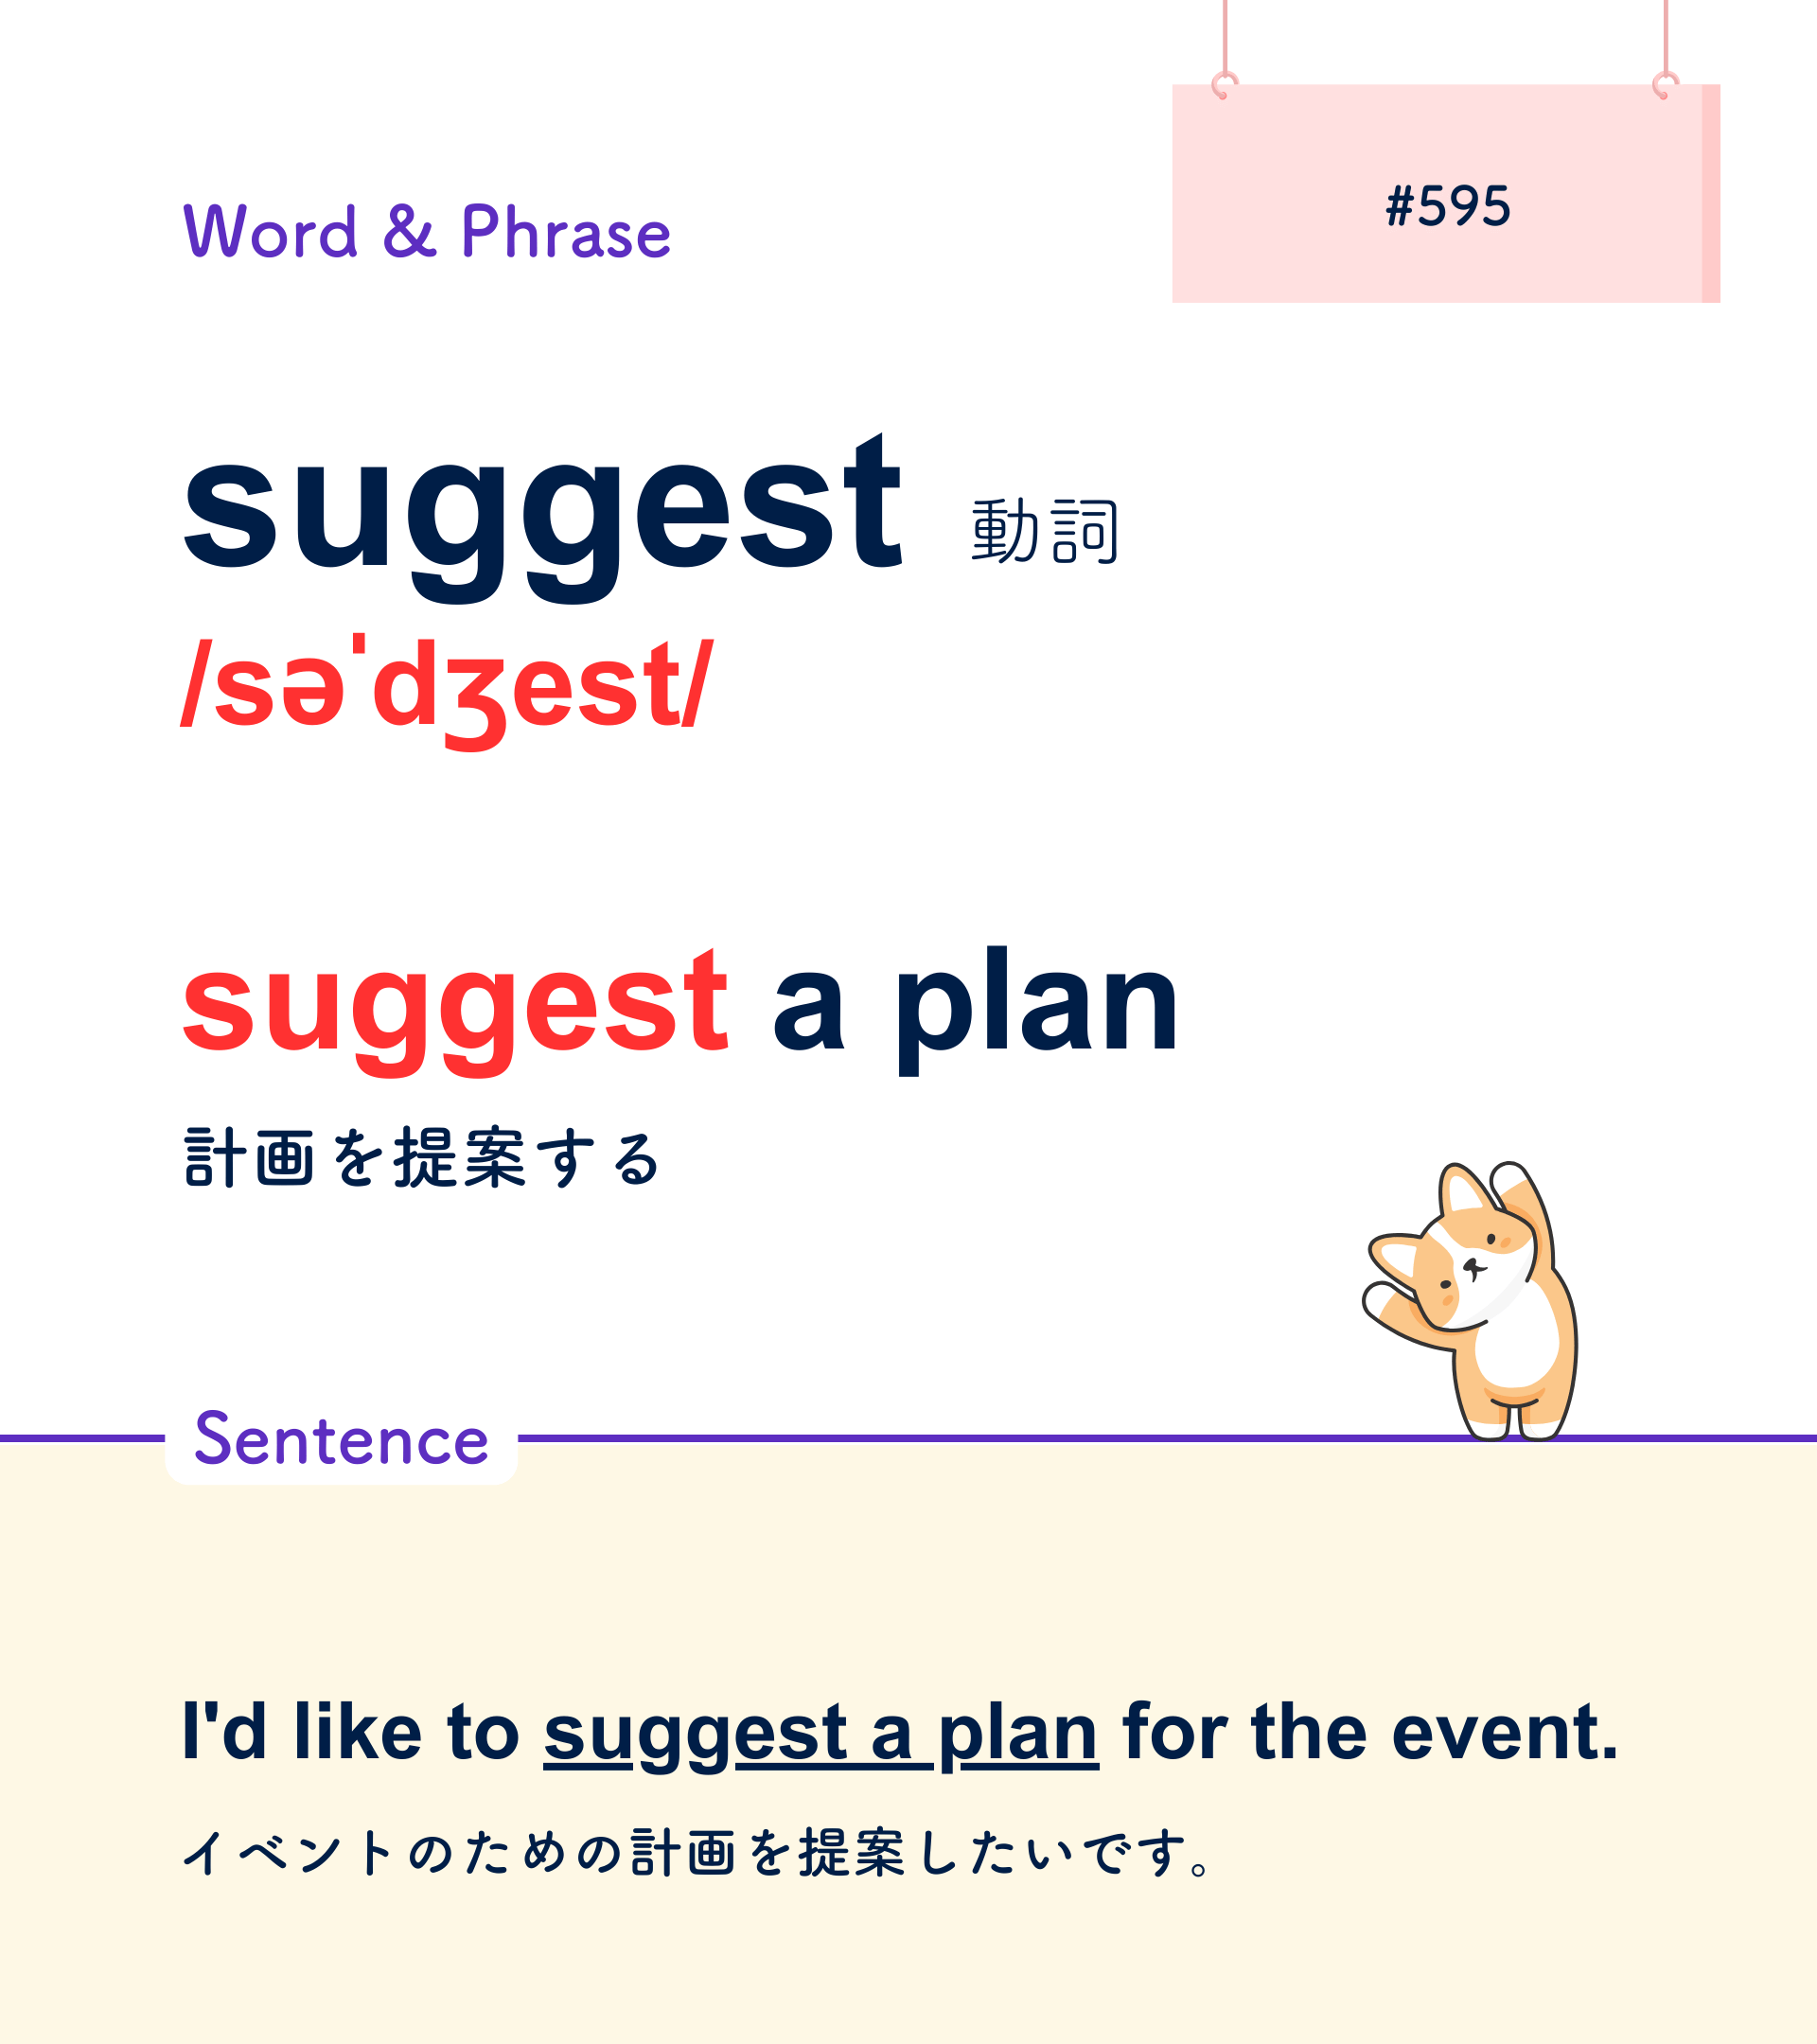 #595
Word & Phrase
suggest 動詞
/səˈdʒest/
suggest a plan
計画を提案する
Sentence
I'd like to suggest a plan for the event.
イベントのための計画を提案したいです。